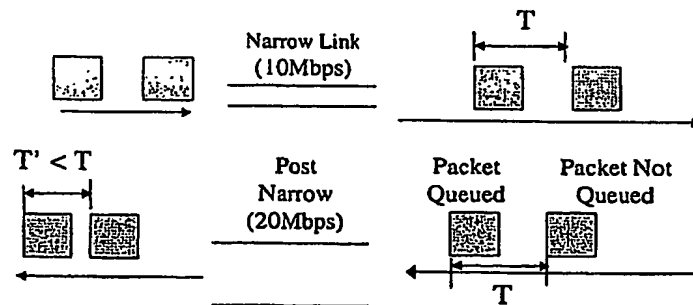 Narrow Link
(10Mbps)
T
T' < T
Post
Narrow
(20Mbps)
Packet
Queued
Packet Not
Queued
T